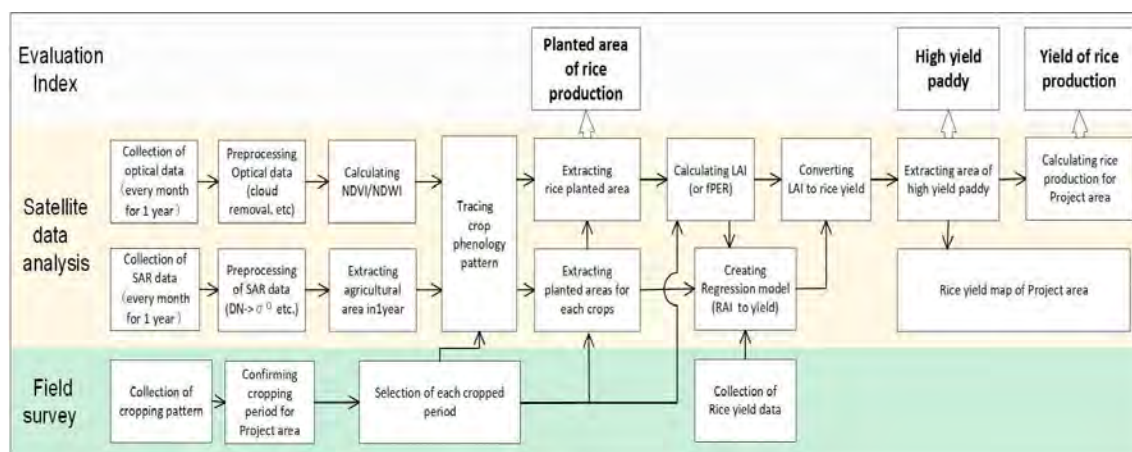 Evaluation
Index
Planted area
of rice
production
High yield
paddy
Yield of rice
production
Satellite
data
analysis
Collection of
optical data
(every month
for 1 year)
Preprocessing
Optical data
(cloud
removal, etc)
Calculating
NDVI/NDWI
Tracing
crop
phenology
pattern
Extracting
rice planted area
Calculating LAI
(or fPER)
Converting
LAI to rice yield
Extracting area of
high yield paddy
Calculating rice
production for
Project area
Collection of
SAR data
(every month
for 1 year)
Preprocessing
of SAR data
(DN-> σ⁰ etc.)
Extracting
agricultural
area in1year
Extracting
planted areas for
each crops
Creating
Regression model
(RAI to yield)
Rice yield map of Project area
Field
survey
Collection of
cropping pattern
Confirming
cropping
period for
Project area
Selection of each cropped
period
Collection of
Rice yield data